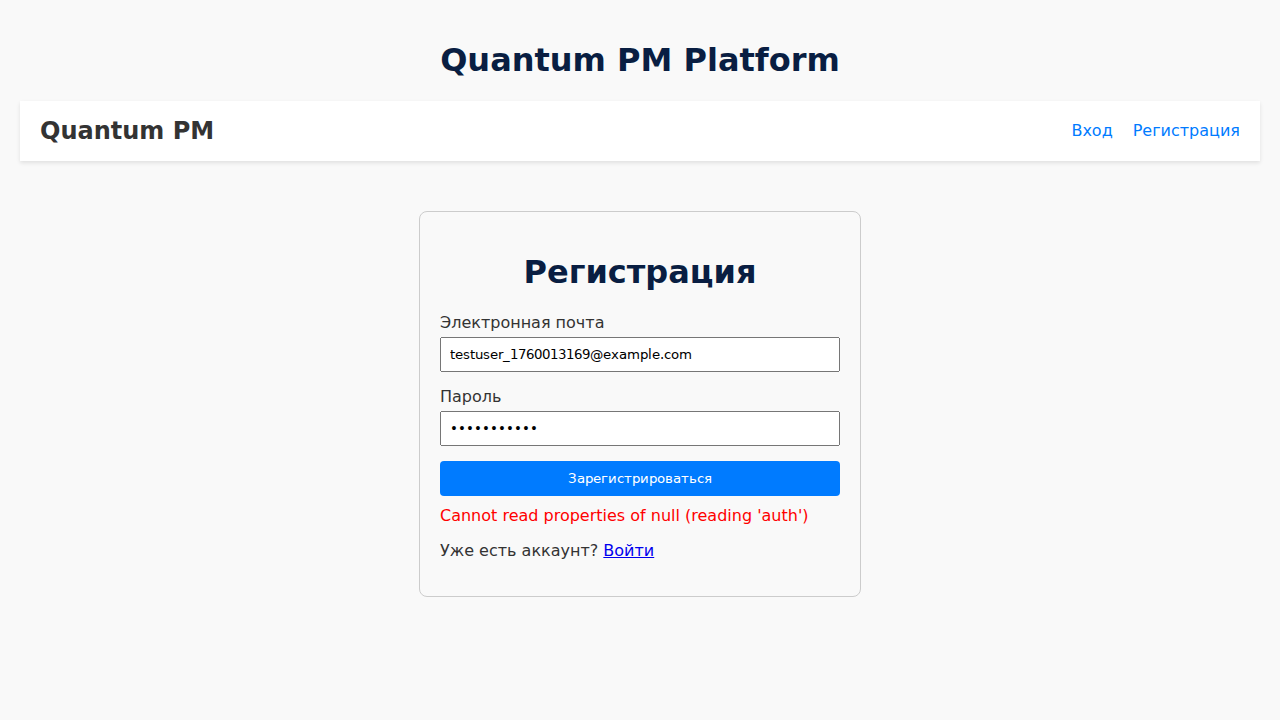 Quantum PM Platform
Quantum PM
Вход Регистрация
Регистрация
Электронная почта
testuser_1760013169@example.com
Пароль
•••••••••••
Зарегистрироваться
Cannot read properties of null (reading 'auth')
Уже есть аккаунт? Войти